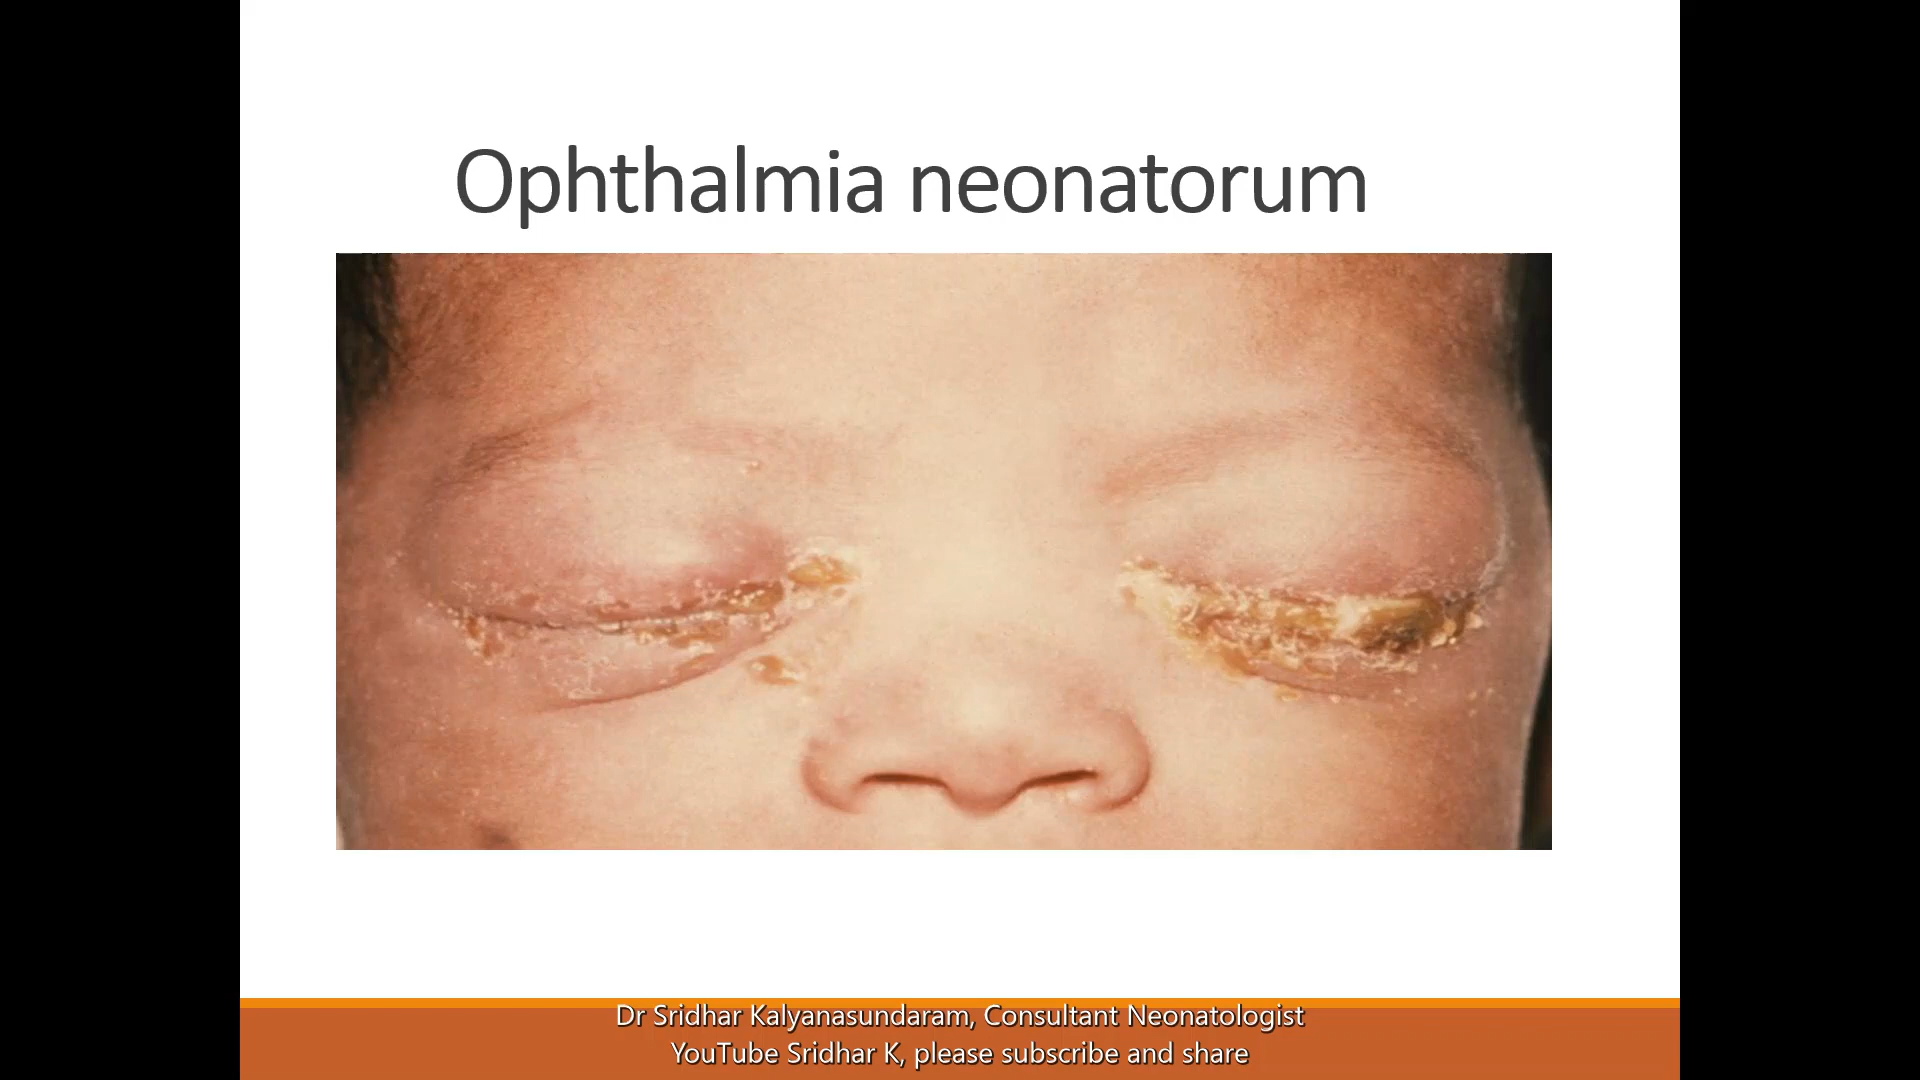 Ophthalmia neonatorum
Dr Sridhar Kalyanasundaram, Consultant Neonatologist
YouTube Sridhar K, please subscribe and share